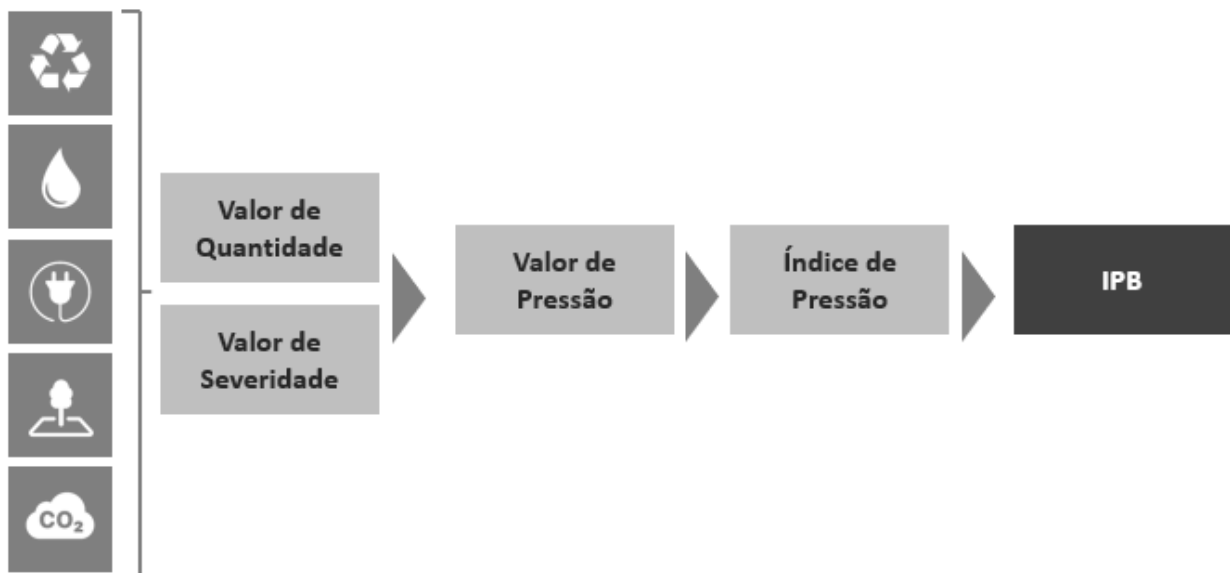 Valor de
Quantidade
Valor de
Severidade
Valor de
Pressão
Índice de
Pressão
IPB
CO₂